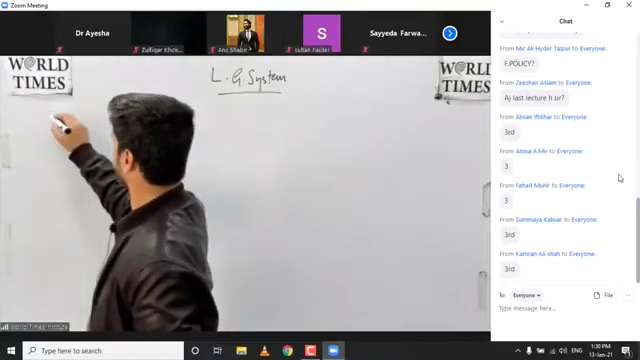 Zoom Meeting
Dr Ayesha
Sayyeda Farwa...
S
Zulfiqar Khok...
Ans Shabir
sultan haider
W@RLD
TIMES
L. G. System
World Times Institute
Chat
From Mir Ali Hyder Talpur to Everyone:
F.POLICY?
From Zeeshan Aslam to Everyone:
Aj last lecture h sir?
From Ahsan Iftikhar to Everyone:
3rd
From Amna A.Mir to Everyone:
3
From Fahad Munir to Everyone:
3
From Summaya Kalwar to Everyone:
3rd
From Kamran Ali shah to Everyone:
3rd
To:
Everyone
File
Type message here...
Type here to search
1:30 PM
13-Jan-21